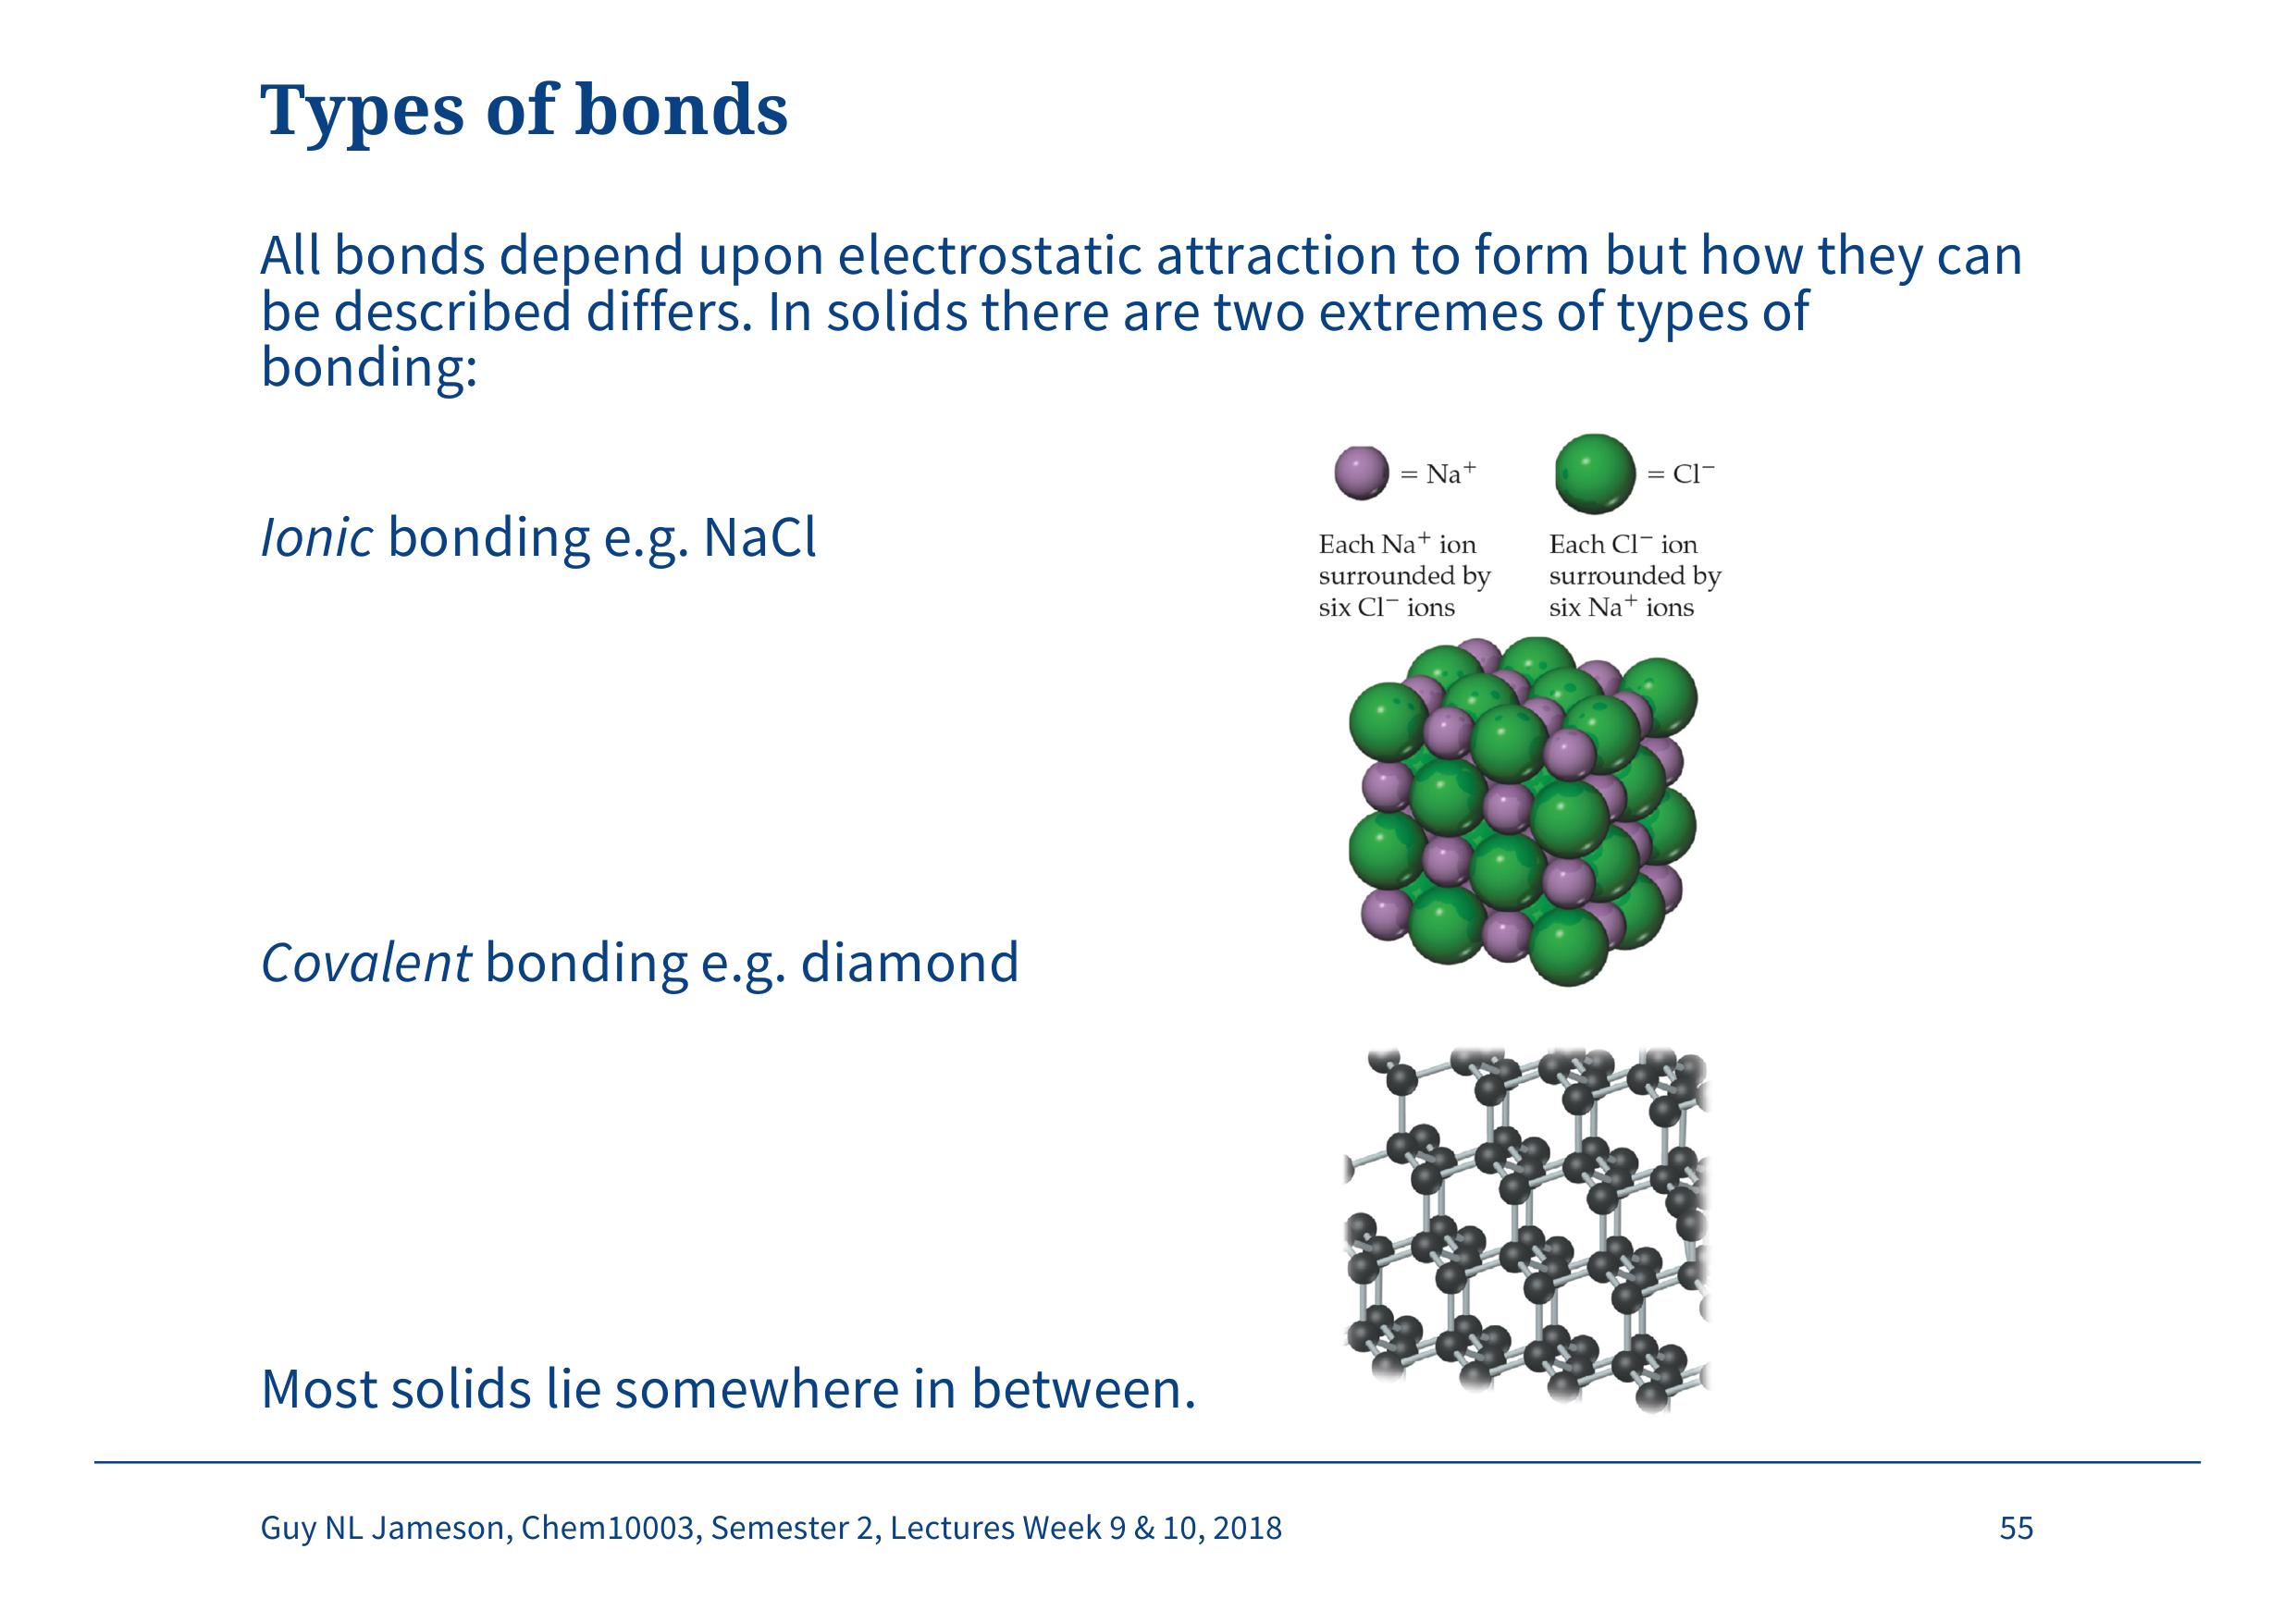 Types of bonds
All bonds depend upon electrostatic attraction to form but how they can
be described differs. In solids there are two extremes of types of
bonding:
Ionic bonding e.g. NaCl
= Na⁺
= Cl⁻
Each Na⁺ ion
surrounded by
six Cl⁻ ions
Each Cl⁻ ion
surrounded by
six Na⁺ ions
Covalent bonding e.g. diamond
Most solids lie somewhere in between.
Guy NL Jameson, Chem10003, Semester 2, Lectures Week 9 & 10, 2018
55